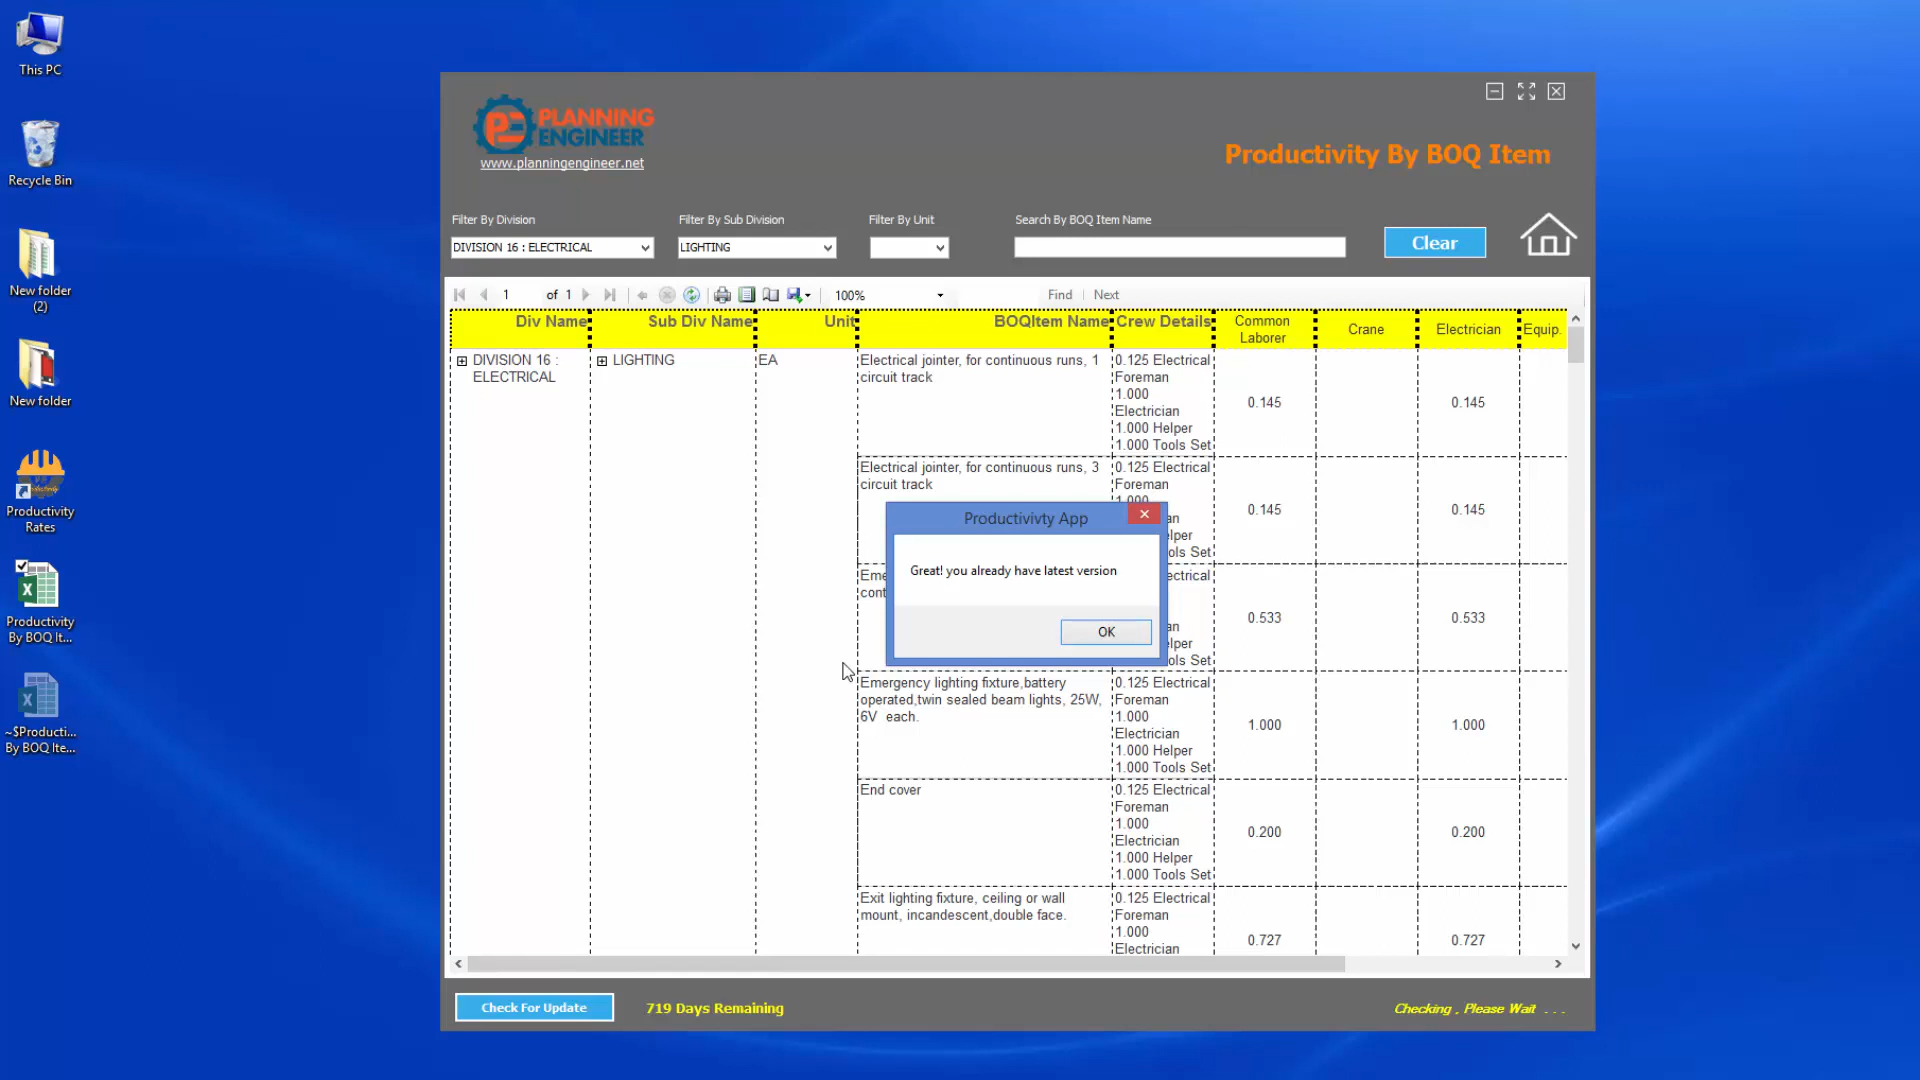 This PC
Recycle Bin
New folder
(2)
New folder
Productivity
Rates
Productivity
By BOQ It...
~$Producti...
By BOQ Ite...
PLANNING
ENGINEER
www.planningengineer.net
Productivity By BOQ Item
Filter By Division
Filter By Sub Division
Filter By Unit
Search By BOQ Item Name
DIVISION 16 : ELECTRICAL
LIGHTING
Clear
1 of 1
100%
Find
Next
Div Name
Sub Div Name
Unit
BOQItem Name
Crew Details
Common
Laborer
Crane
Electrician
Equip.
DIVISION 16 :
ELECTRICAL
LIGHTING
EA
Electrical jointer, for continuous runs, 1
circuit track
0.125 Electrical
Foreman
1.000
Electrician
1.000 Helper
1.000 Tools Set
0.145
0.145
Electrical jointer, for continuous runs, 3
circuit track
0.125 Electrical
Foreman
1.000
0.145
0.145
Productivivty App
Great! you already have latest version
OK
0.533
0.533
Emergency lighting fixture,battery
operated,twin sealed beam lights, 25W,
6V each.
0.125 Electrical
Foreman
1.000
Electrician
1.000 Helper
1.000 Tools Set
1.000
1.000
End cover
0.125 Electrical
Foreman
1.000
Electrician
1.000 Helper
1.000 Tools Set
0.200
0.200
Exit lighting fixture, ceiling or wall
mount, incandescent,double face.
0.125 Electrical
Foreman
1.000
Electrician
0.727
0.727
Check For Update
719 Days Remaining
Checking , Please Wait . . .